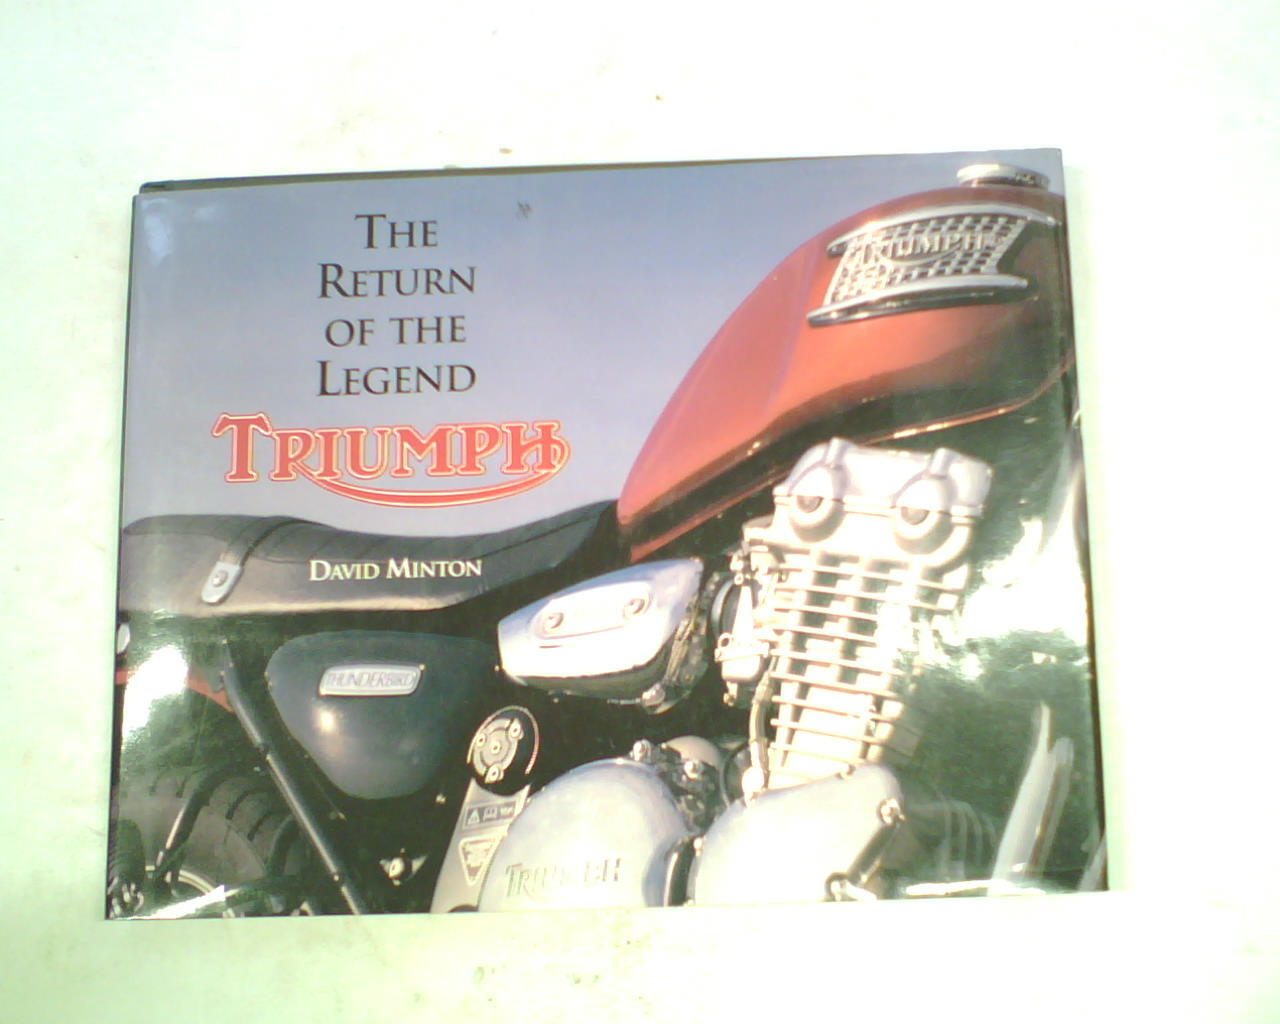 THE
RETURN
OF THE
LEGEND
TRIUMPH
DAVID MINTON
TRIUMPH
THUNDERBIRD
TRIUMPH